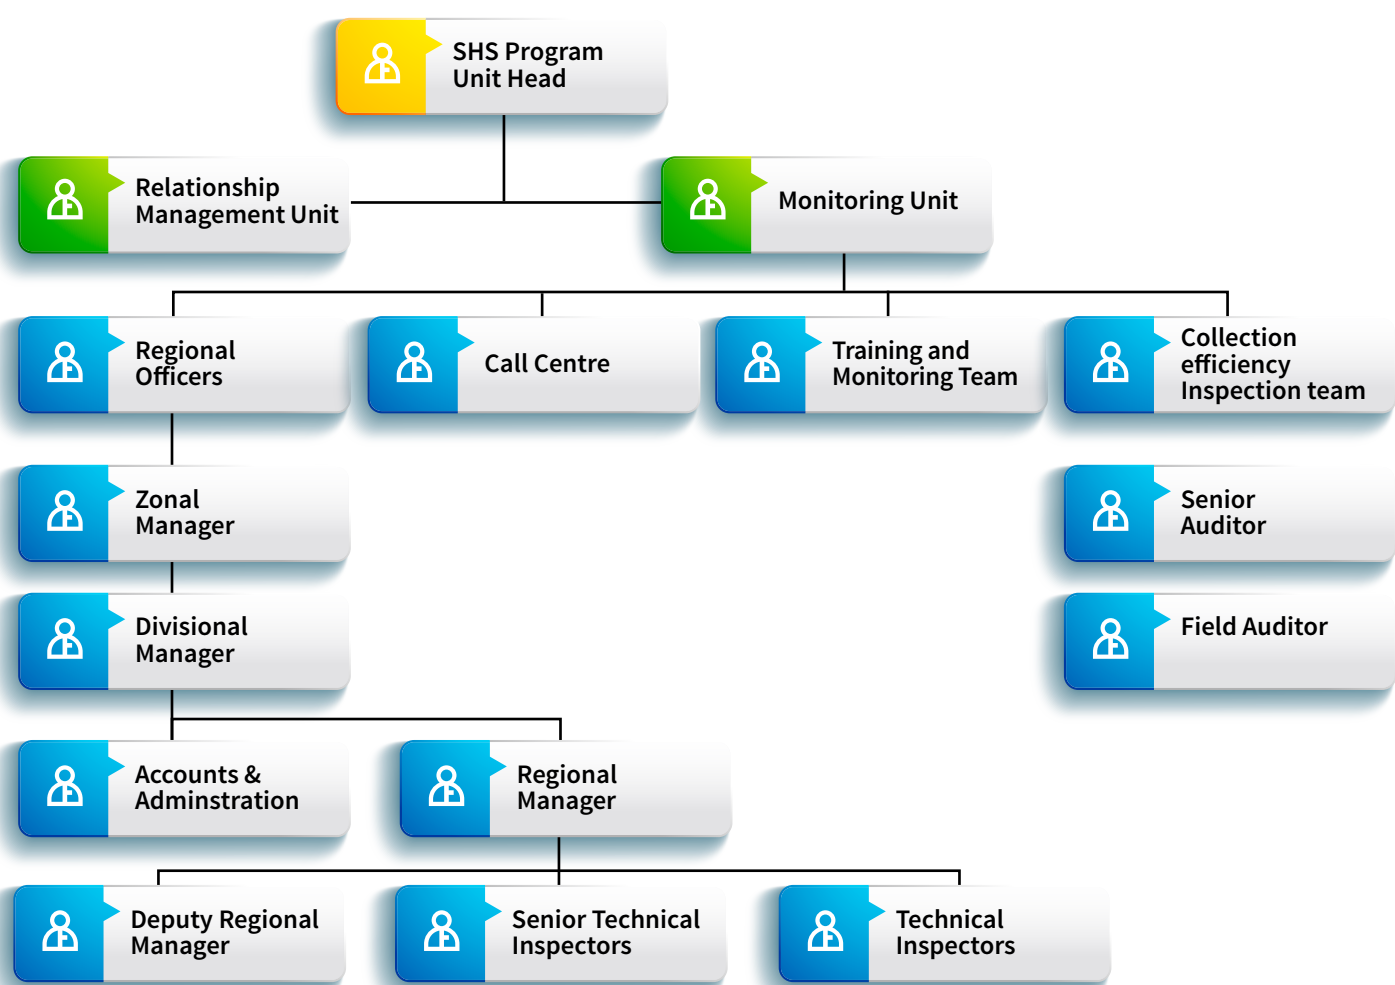 SHS Program
Unit Head
Relationship
Management Unit
Monitoring Unit
Regional
Officers
Call Centre
Training and
Monitoring Team
Collection
efficiency
Inspection team
Zonal
Manager
Senior
Auditor
Divisional
Manager
Field Auditor
Accounts &
Adminstration
Regional
Manager
Deputy Regional
Manager
Senior Technical
Inspectors
Technical
Inspectors